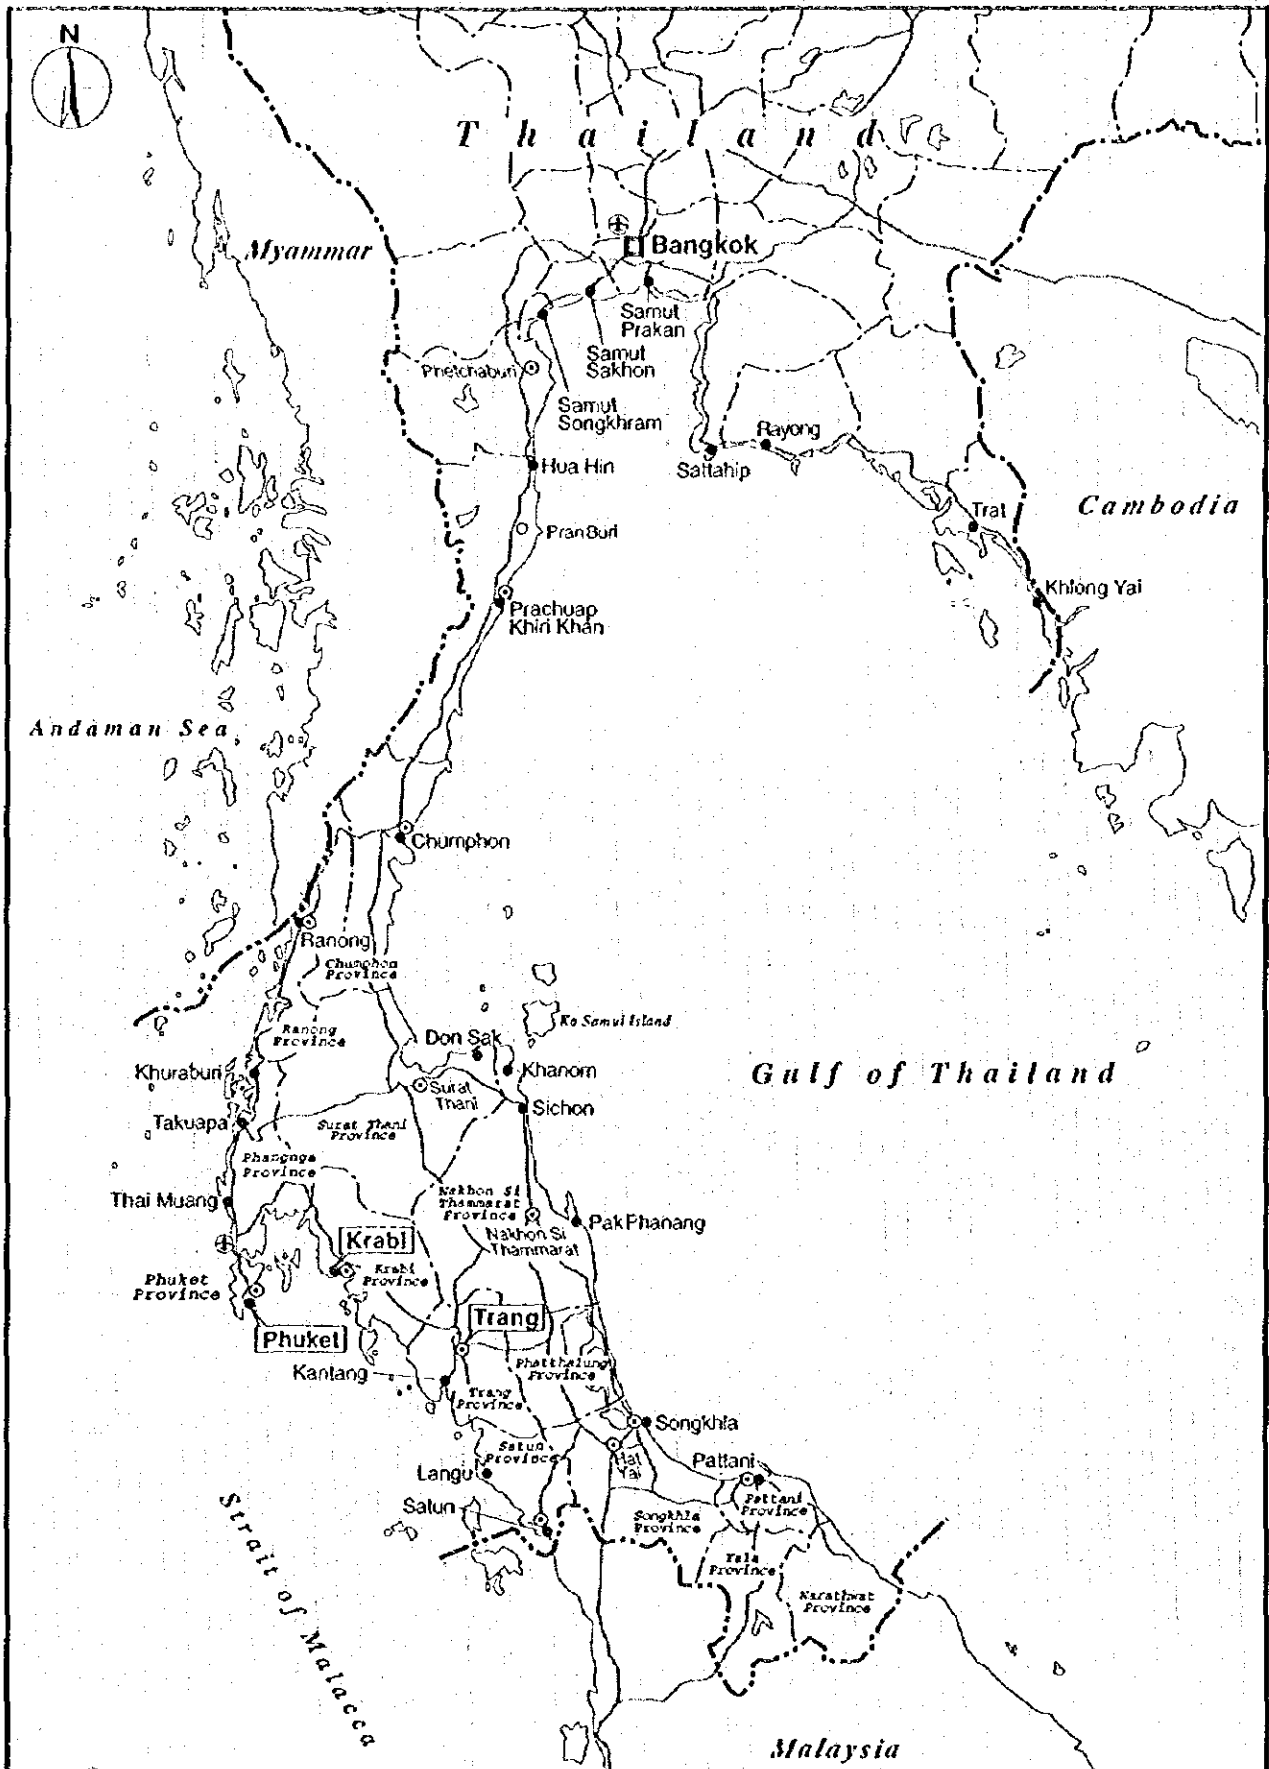 N
Thailand
Myammar
Bangkok
Samut
Prakan
Samut
Sakhon
Phetchaburi
Samut
Songkhram
Rayong
Hua Hin
Sattahip
Cambodia
Trat
Pran Buri
Khlong Yai
Prachuap
Khiri Khan
Andaman Sea
Chumphon
Ranong
Chumphon
Province
Ko Samui Island
Ranong
Province
Don Sak
Khuraburi
Khanom
Gulf of Thailand
Surat
Thani
Sichon
Takuapa
Surat Thani
Province
Phangnga
Province
Thai Muang
Nakhon Si
Thammarat
Province
Pak Phanang
Nakhon Si
Thammarat
Krabi
Krabi
Province
Phuket
Province
Trang
Phuket
Phatthalung
Province
Kantang
Trang
Province
Songkhla
Satun
Province
Hat
Yai
Pattani
Langu
Pattani
Province
Satun
Songkhla
Province
Yala
Province
Narathwat
Province
Strait of Malacca
Malaysia